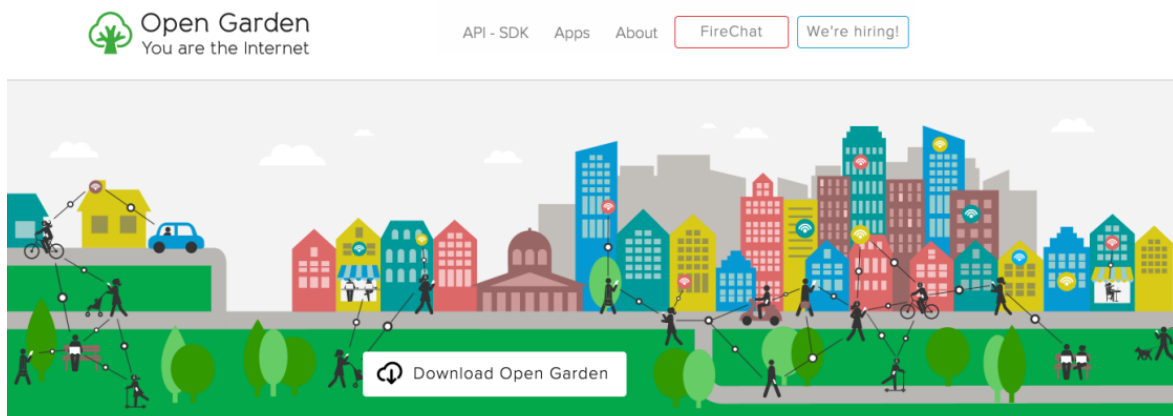 Open Garden
You are the Internet
API - SDK Apps About FireChat We're hiring!
Download Open Garden